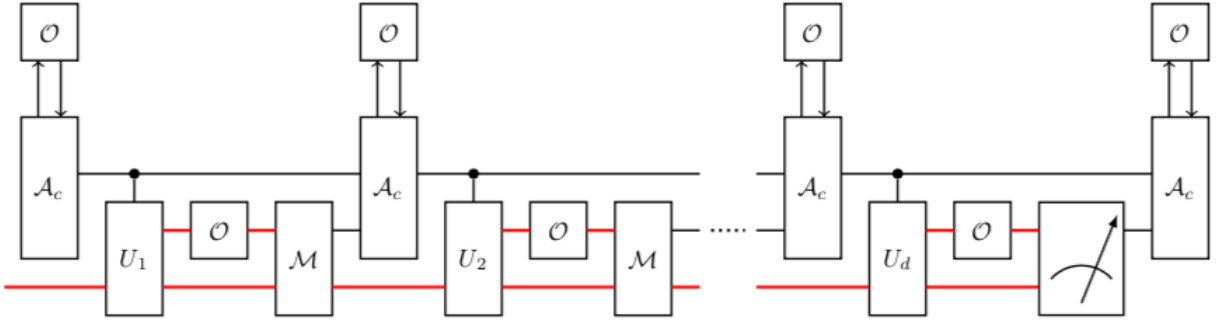 𝒪 𝒪 𝒪 𝒪
𝒜c 𝒜c 𝒜c 𝒜c
U1 𝒪 ℳ U2 𝒪 ℳ ...... Ud 𝒪